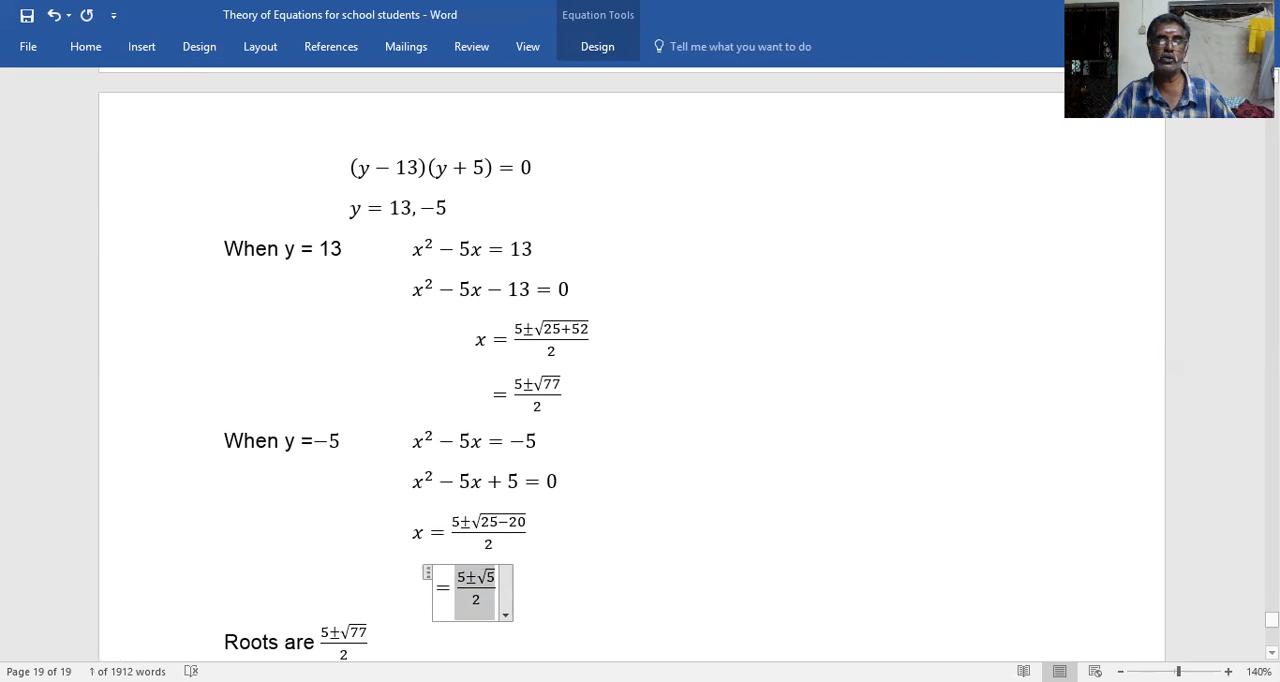 Theory of Equations for school students - Word
Equation Tools
File Home Insert Design Layout References Mailings Review View Design Tell me what you want to do
(y − 13)(y + 5) = 0
y = 13, −5
When y = 13 x² − 5x = 13
x² − 5x − 13 = 0
x = (5±√(25+52))/2
= (5±√77)/2
When y =−5 x² − 5x = −5
x² − 5x + 5 = 0
x = (5±√(25−20))/2
= (5±√5)/2
Roots are (5±√77)/2
Page 19 of 19 1 of 1912 words 140%